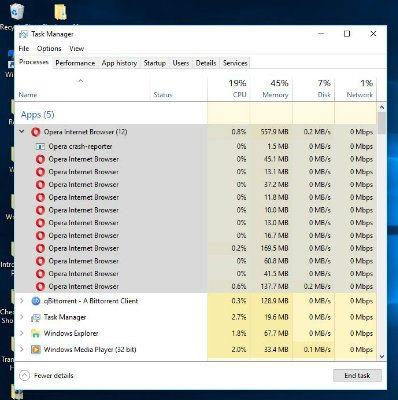 Task Manager
File Options View
Processes Performance App history Startup Users Details Services
19% 45% 7% 1%
Name Status CPU Memory Disk Network
Apps (5)
Opera Internet Browser (12) 0.8% 557.9 MB 0.2 MB/s 0 Mbps
Opera crash-reporter 0% 1.5 MB 0 MB/s 0 Mbps
Opera Internet Browser 0% 45.1 MB 0 MB/s 0 Mbps
Opera Internet Browser 0% 13.1 MB 0 MB/s 0 Mbps
Opera Internet Browser 0% 37.2 MB 0 MB/s 0 Mbps
Opera Internet Browser 0% 11.8 MB 0 MB/s 0 Mbps
Opera Internet Browser 0% 10.0 MB 0 MB/s 0 Mbps
Opera Internet Browser 0% 13.0 MB 0 MB/s 0 Mbps
Opera Internet Browser 0% 16.7 MB 0 MB/s 0 Mbps
Opera Internet Browser 0.2% 169.5 MB 0 MB/s 0 Mbps
Opera Internet Browser 0% 60.8 MB 0 MB/s 0 Mbps
Opera Internet Browser 0% 41.5 MB 0 MB/s 0 Mbps
Opera Internet Browser 0.6% 137.7 MB 0.2 MB/s 0 Mbps
qBittorrent - A Bittorrent Client 0.3% 128.9 MB 0 MB/s 0 Mbps
Task Manager 2.7% 19.6 MB 0 MB/s 0 Mbps
Windows Explorer 1.8% 67.7 MB 0 MB/s 0 Mbps
Windows Media Player (32 bit) 2.0% 33.4 MB 0.1 MB/s 0 Mbps
Fewer details End task